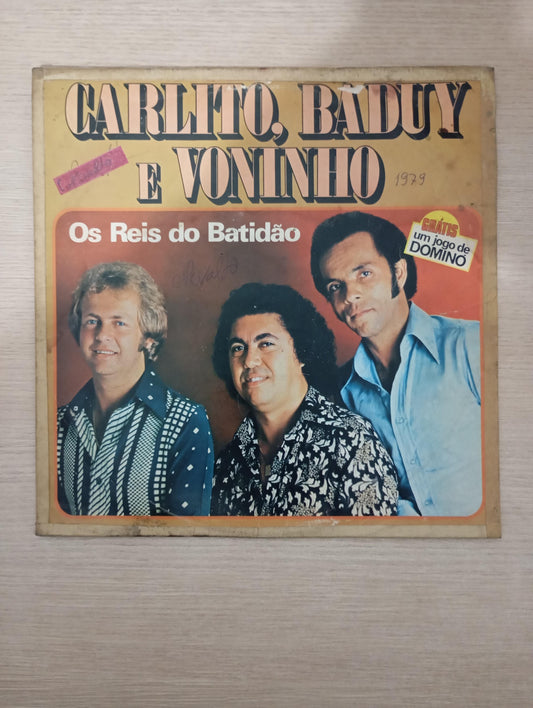 CARLITO, BADUY
E VONINHO
1979
Os Reis do Batidão
GRÁTIS
um jogo de
DOMINÓ